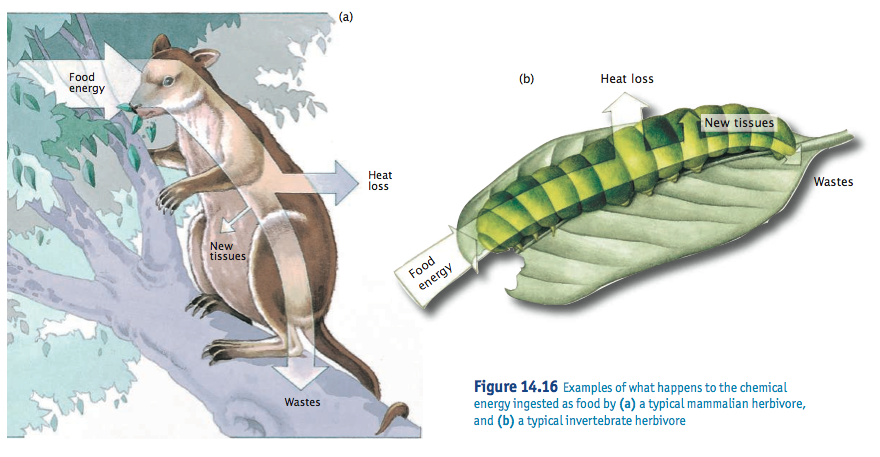 (a)
Food
energy
Heat
loss
New
tissues
Wastes
(b)
Heat loss
New tissues
Wastes
Food
energy
Figure 14.16 Examples of what happens to the chemical
energy ingested as food by (a) a typical mammalian herbivore,
and (b) a typical invertebrate herbivore